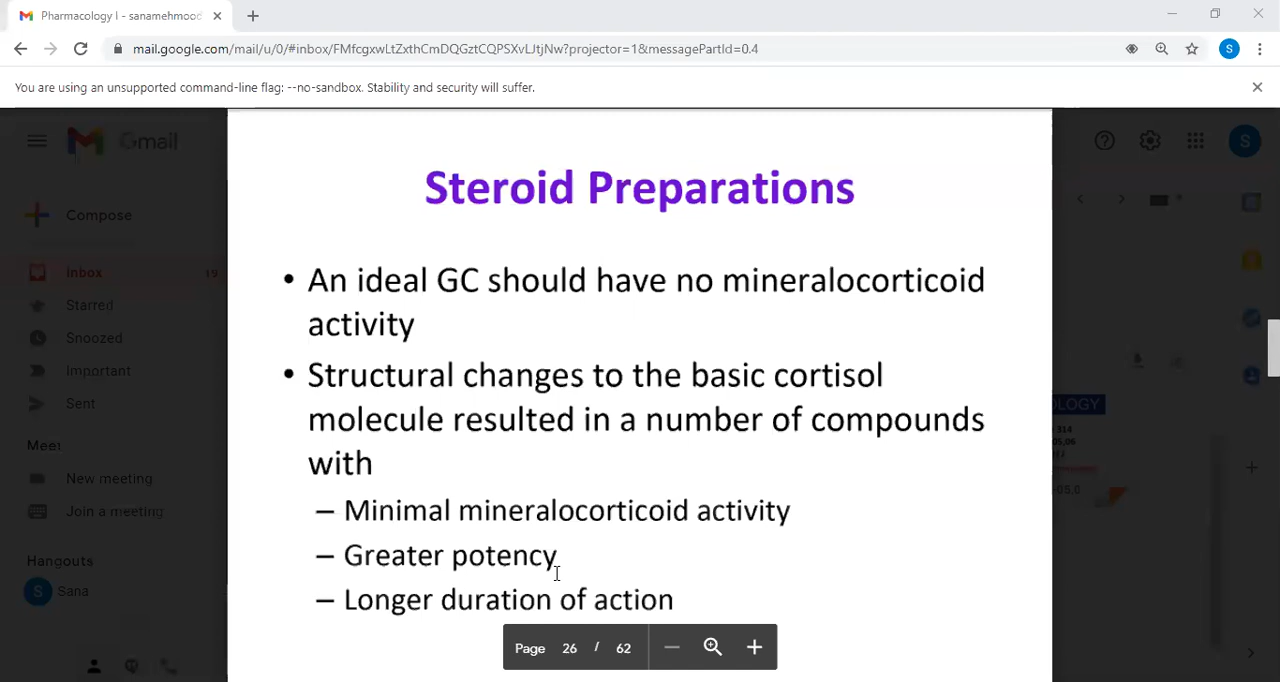 Pharmacology I - sanamehmood
mail.google.com/mail/u/0/#inbox/FMfcgxwLtZxthCmDQGztCQPSXvLJtjNw?projector=1&messagePartId=0.4
S
You are using an unsupported command-line flag: --no-sandbox. Stability and security will suffer.
Gmail
S
Compose
Inbox 19
Starred
Snoozed
Important
Sent
Meet
New meeting
Join a meeting
Hangouts
S Sana
Steroid Preparations
• An ideal GC should have no mineralocorticoid
activity
• Structural changes to the basic cortisol
molecule resulted in a number of compounds
with
– Minimal mineralocorticoid activity
– Greater potency
– Longer duration of action
Page 26 / 62
OLOGY
314